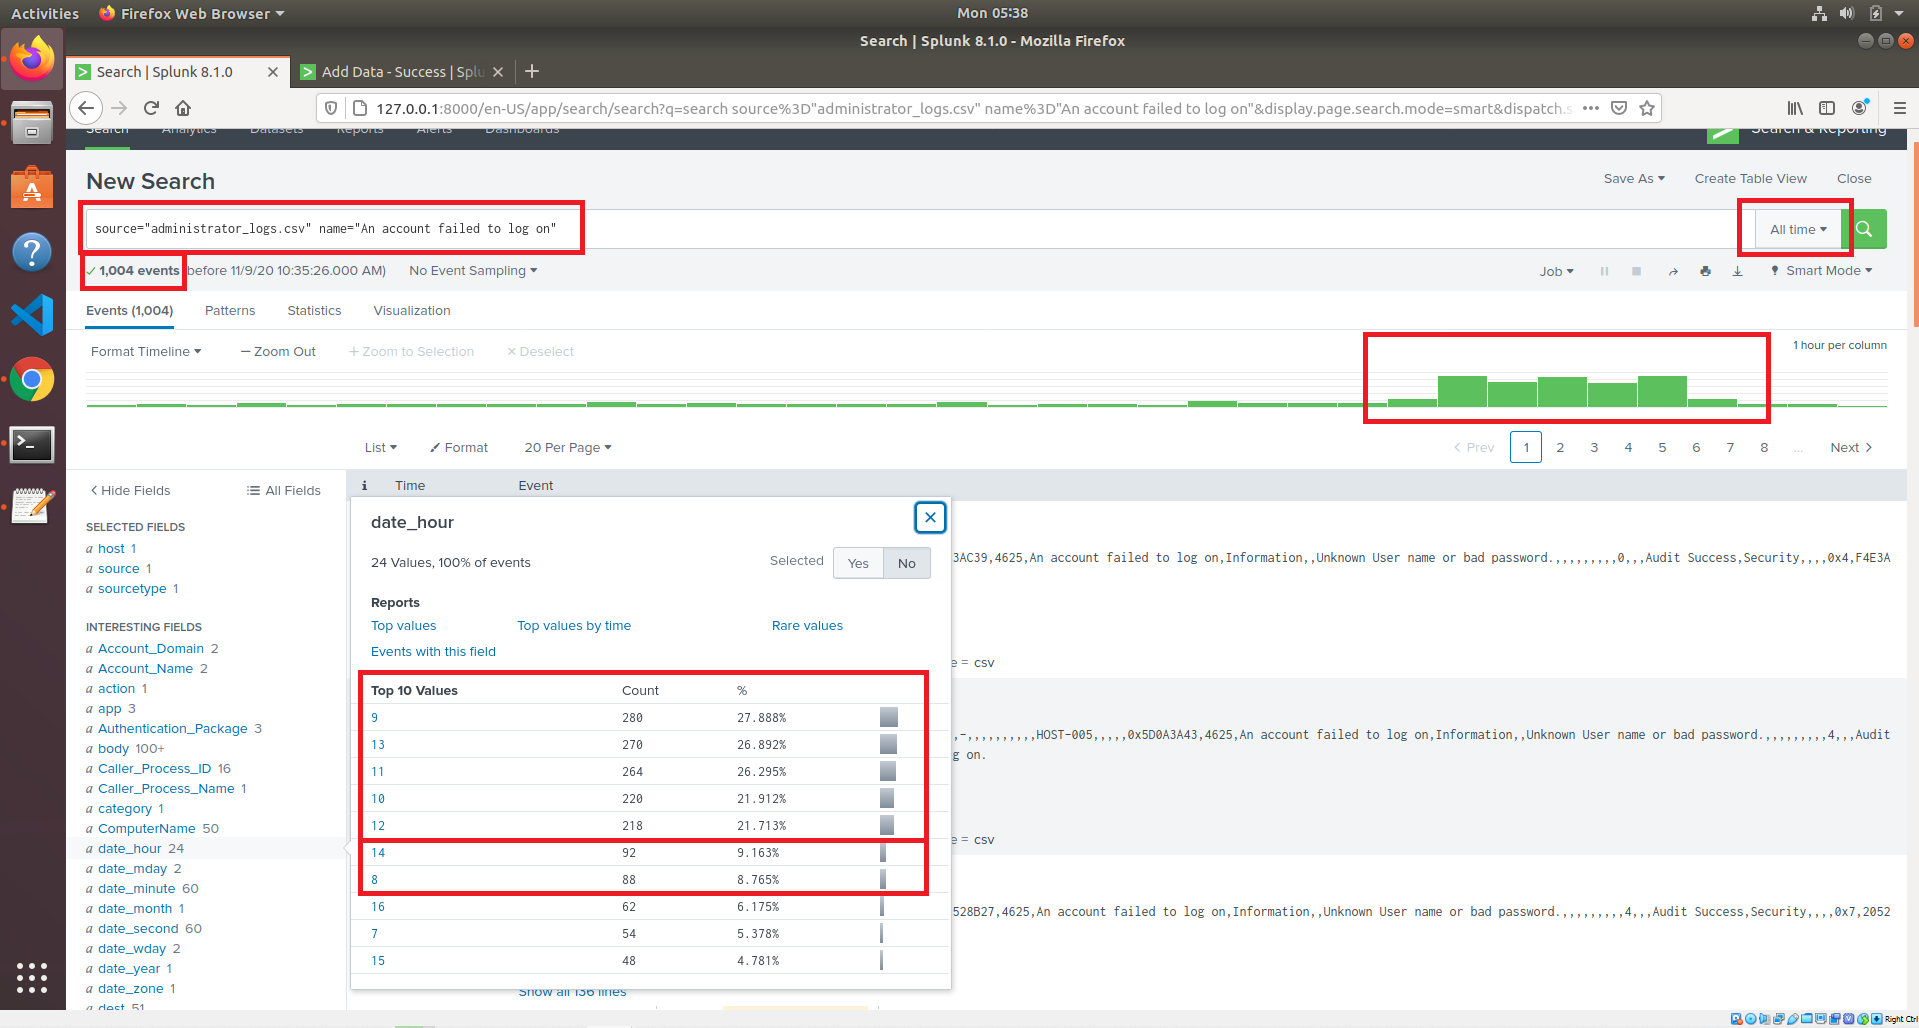 Activities Firefox Web Browser Mon 05:38
Search | Splunk 8.1.0 - Mozilla Firefox
Search | Splunk 8.1.0 Add Data - Success | Splu
127.0.0.1:8000/en-US/app/search/search?q=search source%3D"administrator_logs.csv" name%3D"An account failed to log on"&display.page.search.mode=smart&dispatch.s
Search Analytics Datasets Reports Alerts Dashboards Search & Reporting
New Search Save As Create Table View Close
source="administrator_logs.csv" name="An account failed to log on" All time
1,004 events before 11/9/20 10:35:26.000 AM) No Event Sampling Job Smart Mode
Events (1,004) Patterns Statistics Visualization
Format Timeline — Zoom Out + Zoom to Selection × Deselect 1 hour per column
List Format 20 Per Page < Prev 1 2 3 4 5 6 7 8 ... Next >
< Hide Fields All Fields i Time Event
SELECTED FIELDS
a host 1
a source 1
a sourcetype 1
INTERESTING FIELDS
a Account_Domain 2
a Account_Name 2
a action 1
a app 3
a Authentication_Package 3
a body 100+
a Caller_Process_ID 16
a Caller_Process_Name 1
a category 1
a ComputerName 50
a date_hour 24
a date_mday 2
a date_minute 60
a date_month 1
a date_second 60
a date_wday 2
a date_year 1
a date_zone 1
a dest 51
date_hour
24 Values, 100% of events Selected Yes No
Reports
Top values Top values by time Rare values
Events with this field
Top 10 Values Count %
9 280 27.888%
13 270 26.892%
11 264 26.295%
10 220 21.912%
12 218 21.713%
14 92 9.163%
8 88 8.765%
16 62 6.175%
7 54 5.378%
15 48 4.781%
Show all 136 lines
3AC39,4625,An account failed to log on,Information,,Unknown User name or bad password.,,,,,,,,,0,,,Audit Success,Security,,,,0x4,F4E3A
e = csv
,-,,,,,,,,,,HOST-005,,,,,0x5D0A3A43,4625,An account failed to log on,Information,,Unknown User name or bad password.,,,,,,,,,4,,,Audit
g on.
e = csv
528B27,4625,An account failed to log on,Information,,Unknown User name or bad password.,,,,,,,,,4,,,Audit Success,Security,,,,0x7,2052
Right Ctrl